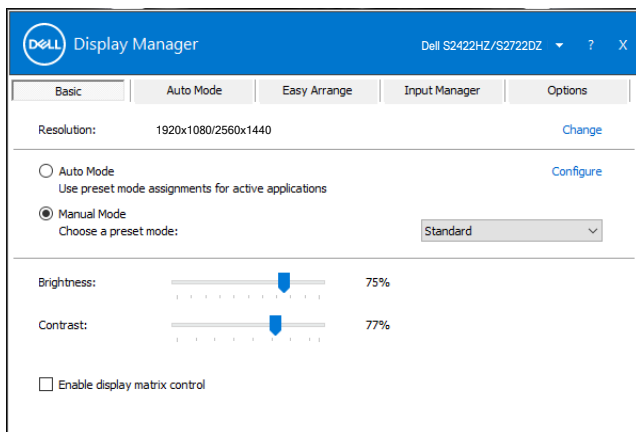 DELL Display Manager Dell S2422HZ/S2722DZ ? X
Basic Auto Mode Easy Arrange Input Manager Options
Resolution: 1920x1080/2560x1440 Change
Auto Mode Configure
Use preset mode assignments for active applications
Manual Mode
Choose a preset mode: Standard
Brightness: 75%
Contrast: 77%
Enable display matrix control